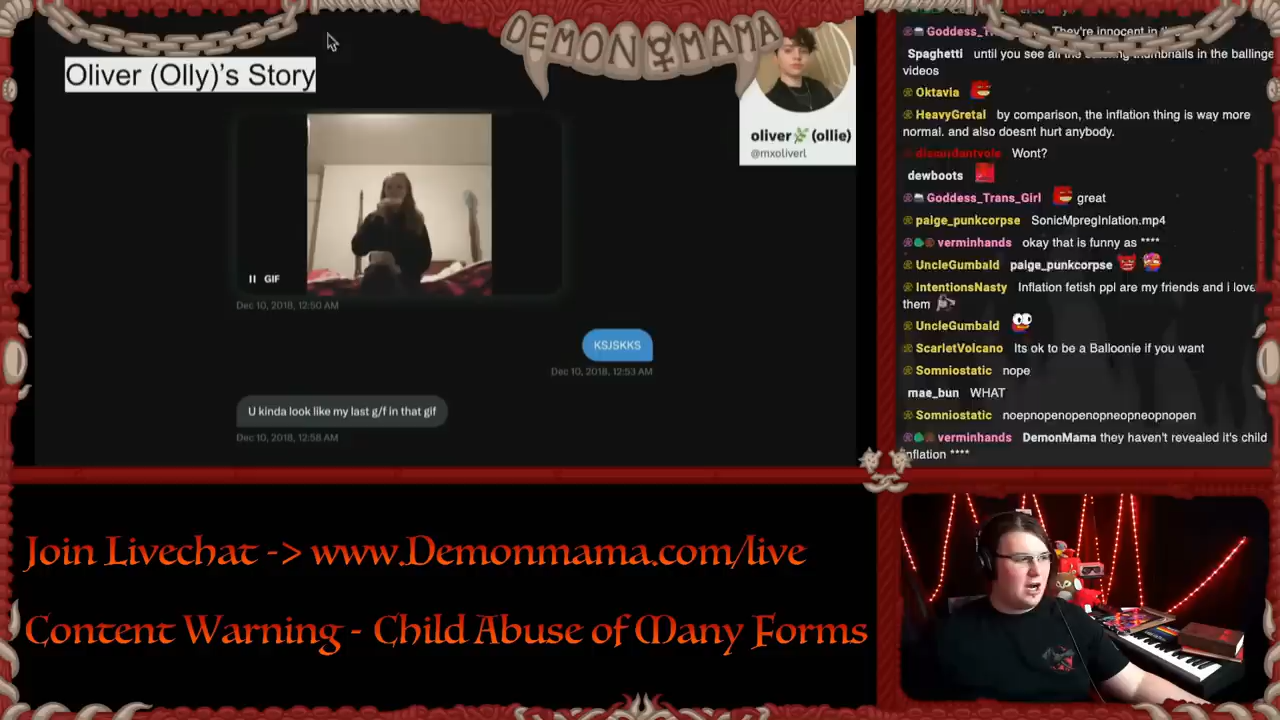 DEMON MAMA
Oliver (Olly)'s Story
oliver (ollie)
@mxoliverl
GIF
Dec 10, 2018, 12:50 AM
KSJSKKS
Dec 10, 2018, 12:53 AM
U kinda look like my last g/f in that gif
Dec 10, 2018, 12:58 AM
They're innocent in
Spaghetti until you see all the thumbnails in the ballinge
videos
Oktavia
HeavyGretal by comparison, the inflation thing is way more
normal. and also doesnt hurt anybody.
Wont?
dewboots
Goddess_Trans_Girl great
paige_punkcorpse SonicMpregInlation.mp4
verminhands okay that is funny as ****
UncleGumbald paige_punkcorpse
IntentionsNasty Inflation fetish ppl are my friends and i love
them
UncleGumbald
ScarletVolcano Its ok to be a Balloonie if you want
Somniostatic nope
mae_bun WHAT
Somniostatic noepnopenopenopneopneopnopen
verminhands DemonMama they haven't revealed it's child
inflation ****
Join Livechat -> www.Demonmama.com/live
Content Warning - Child Abuse of Many Forms